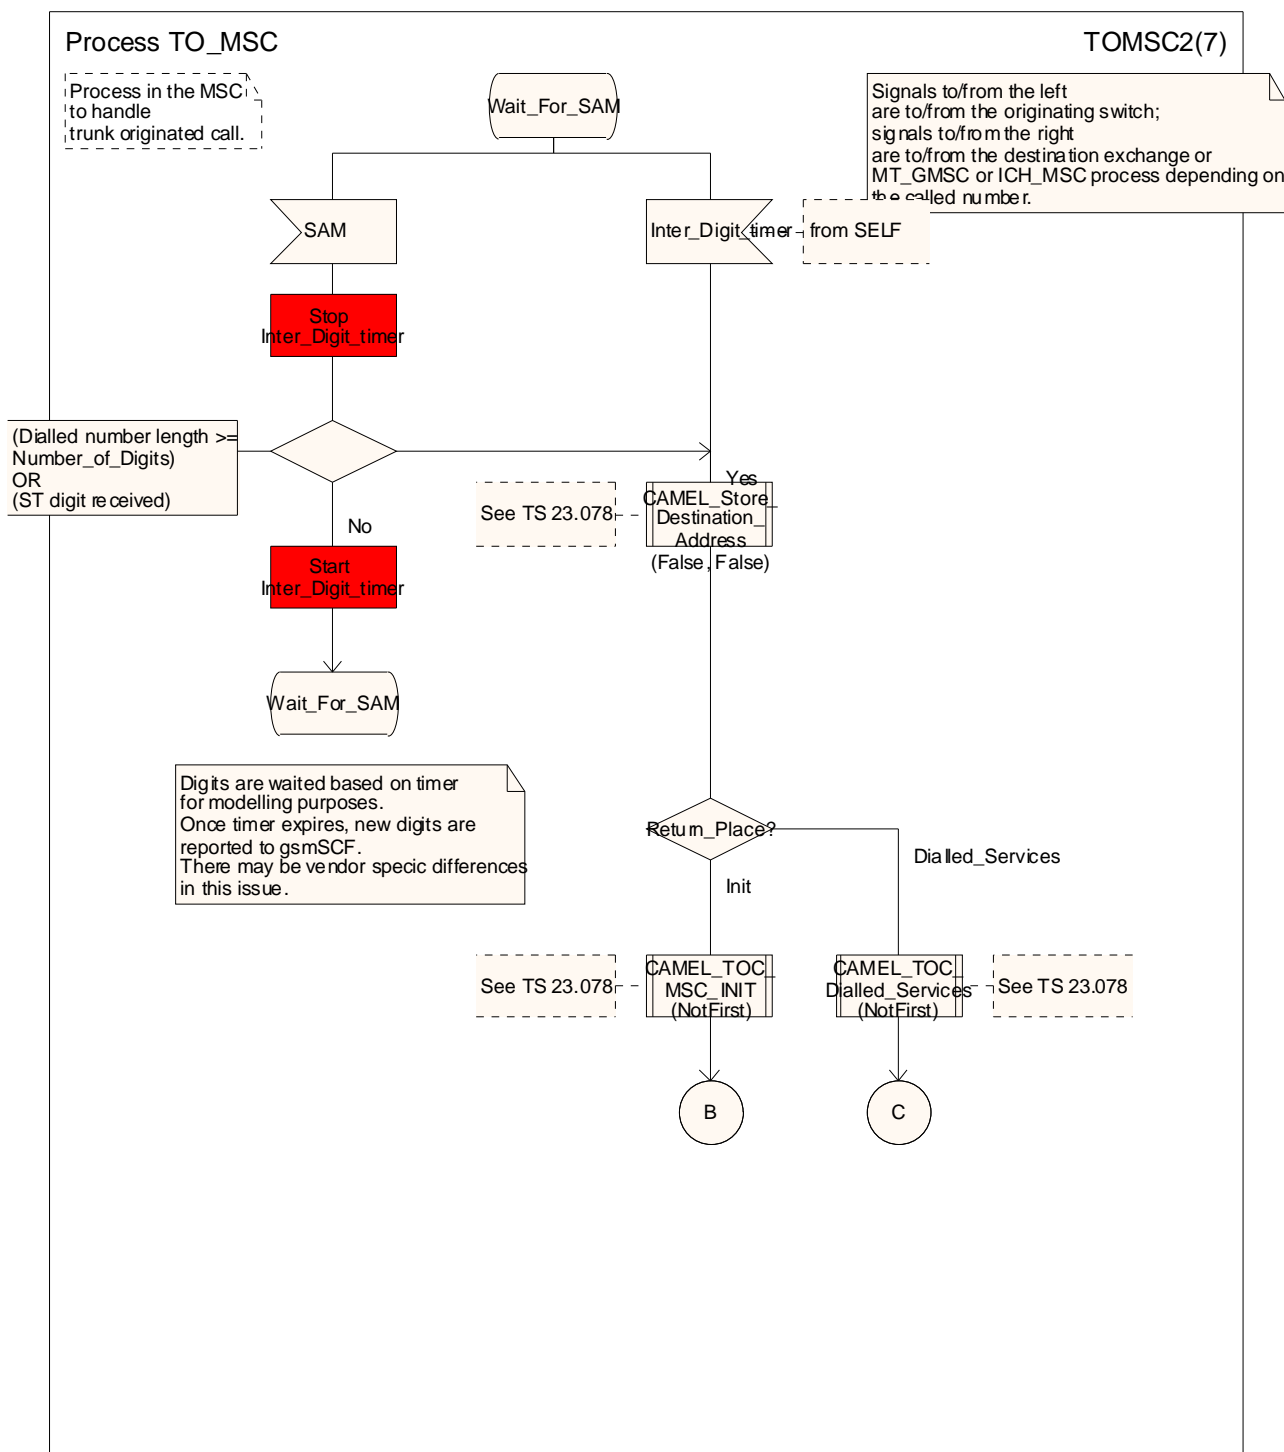 Process TO_MSC
TOMSC2(7)
Process in the MSC
to handle
trunk originated call.
Wait_For_SAM
Signals to/from the left
are to/from the originating switch;
signals to/from the right
are to/from the destination exchange or
MT_GMSC or ICH_MSC process depending on
the called number.
SAM
Inter_Digit_timer
from SELF
Stop
Inter_Digit_timer
(Dialled number length >=
Number_of_Digits)
OR
(ST digit received)
Yes
No
See TS 23.078
CAMEL_Store_
Destination_
Address
(False, False)
Start
Inter_Digit_timer
Wait_For_SAM
Digits are waited based on timer
for modelling purposes.
Once timer expires, new digits are
reported to gsmSCF.
There may be vendor specic differences
in this issue.
Return_Place?
Dialled_Services
Init
See TS 23.078
CAMEL_TOC_
MSC_INIT
(NotFirst)
CAMEL_TOC_
Dialled_Services
(NotFirst)
See TS 23.078
B
C